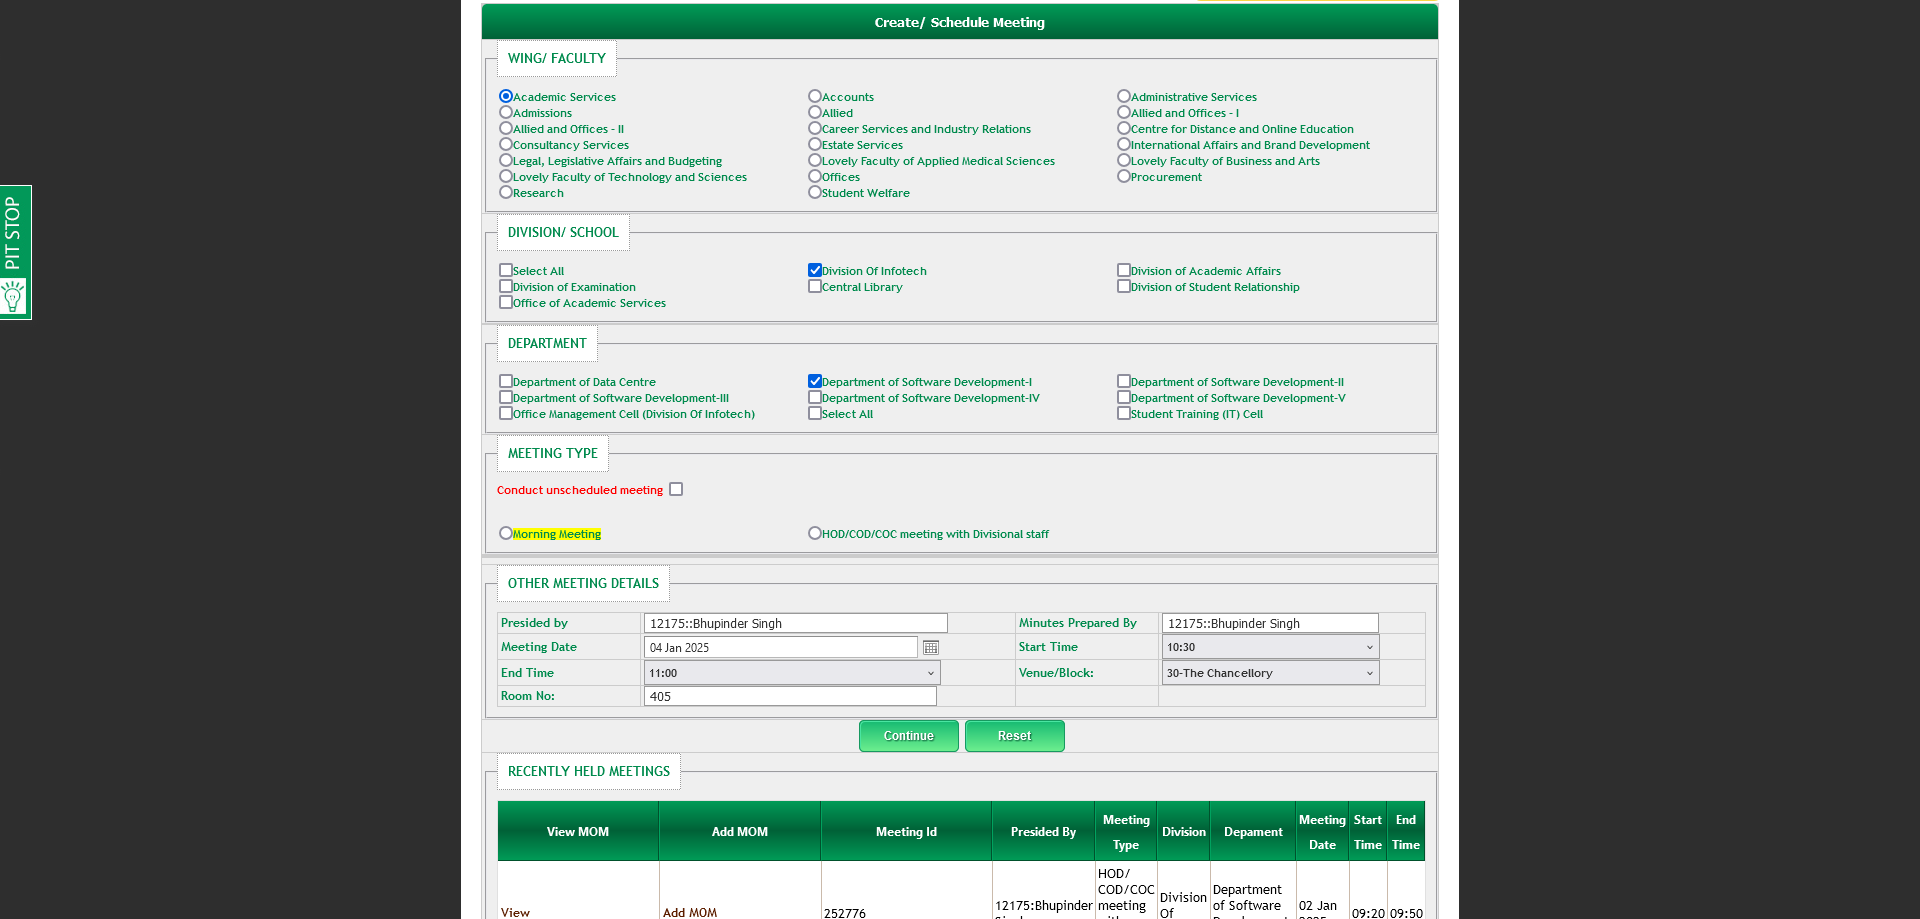 Create/ Schedule Meeting
WING/ FACULTY
Academic Services Accounts Administrative Services
Admissions Allied Allied and Offices - I
Allied and Offices - II Career Services and Industry Relations Centre for Distance and Online Education
Consultancy Services Estate Services International Affairs and Brand Development
Legal, Legislative Affairs and Budgeting Lovely Faculty of Applied Medical Sciences Lovely Faculty of Business and Arts
Lovely Faculty of Technology and Sciences Offices Procurement
Research Student Welfare
PIT STOP
DIVISION/ SCHOOL
Select All Division Of Infotech Division of Academic Affairs
Division of Examination Central Library Division of Student Relationship
Office of Academic Services
DEPARTMENT
Department of Data Centre Department of Software Development-I Department of Software Development-II
Department of Software Development-III Department of Software Development-IV Department of Software Development-V
Office Management Cell (Division Of Infotech) Select All Student Training (IT) Cell
MEETING TYPE
Conduct unscheduled meeting
Morning Meeting HOD/COD/COC meeting with Divisional staff
OTHER MEETING DETAILS
Presided by 12175::Bhupinder Singh Minutes Prepared By 12175::Bhupinder Singh
Meeting Date 04 Jan 2025 Start Time 10:30
End Time 11:00 Venue/Block: 30-The Chancellory
Room No: 405
Continue Reset
RECENTLY HELD MEETINGS
View MOM Add MOM Meeting Id Presided By Meeting Type Division Depament Meeting Date Start Time End Time
HOD/
COD/COC
meeting
Department
Division
of Software
12175:Bhupinder
02 Jan
View Add MOM 252776 Of 09:20 09:50